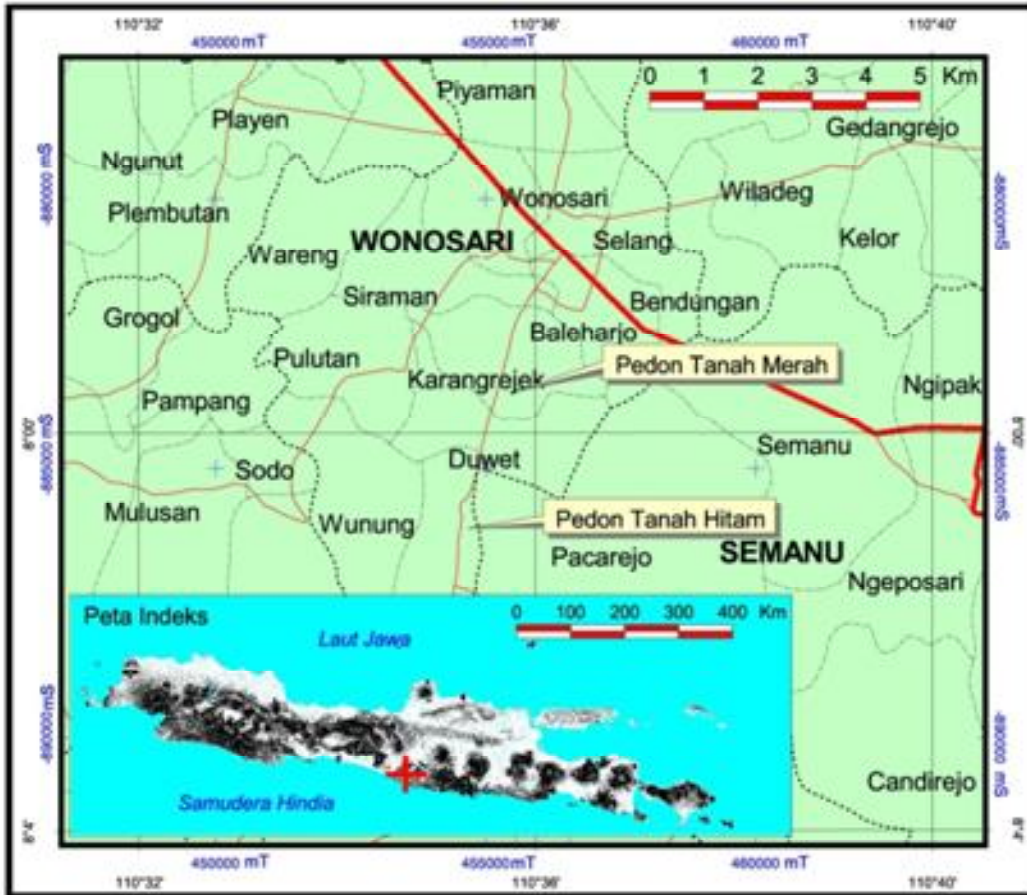 110°32' 110°36' 110°40'
450000 mT 455000 mT 460000 mT
0 1 2 3 4 5 Km
Piyaman
Playen
Gedangrejo
Ngunut
-880000 mS
-880000 mS
Wonosari
Wiladeg
Plembutan
WONOSARI
Selang
Kelor
Wareng
Siraman
Bendungan
Grogol
Baleharjo
Pulutan
Pedon Tanah Merah
Karangrejek
Ngipak
Pampang
8°00'
8°00'
Semanu
Duwet
Sodo
-885000 mS
-885000 mS
Mulusan
Wunung
Pedon Tanah Hitam
Pacarejo
SEMANU
Ngeposari
Peta Indeks
0 100 200 300 400 Km
Laut Jawa
-890000 mS
-890000 mS
Samudera Hindia
Candirejo
8°4'
8°4'
450000 mT 455000 mT 460000 mT
110°32' 110°36' 110°40'